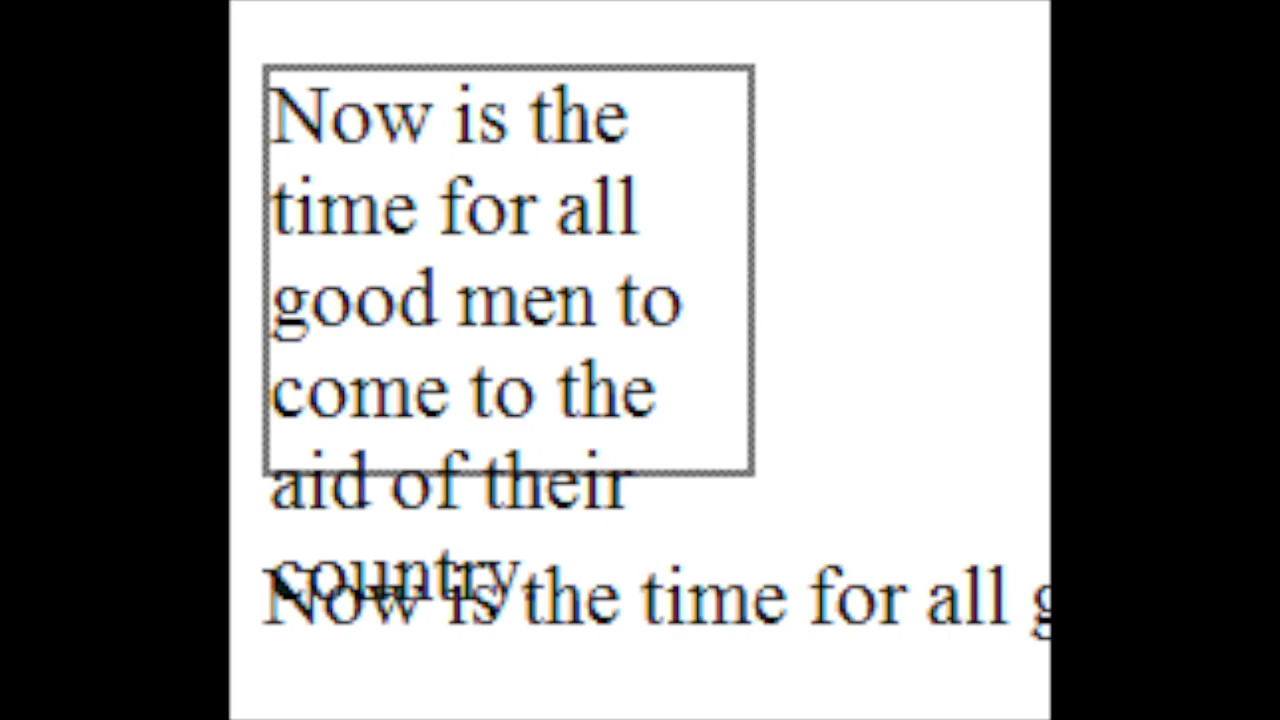 Now is the
time for all
good men to
come to the
aid of their
country
Now is the time for all g